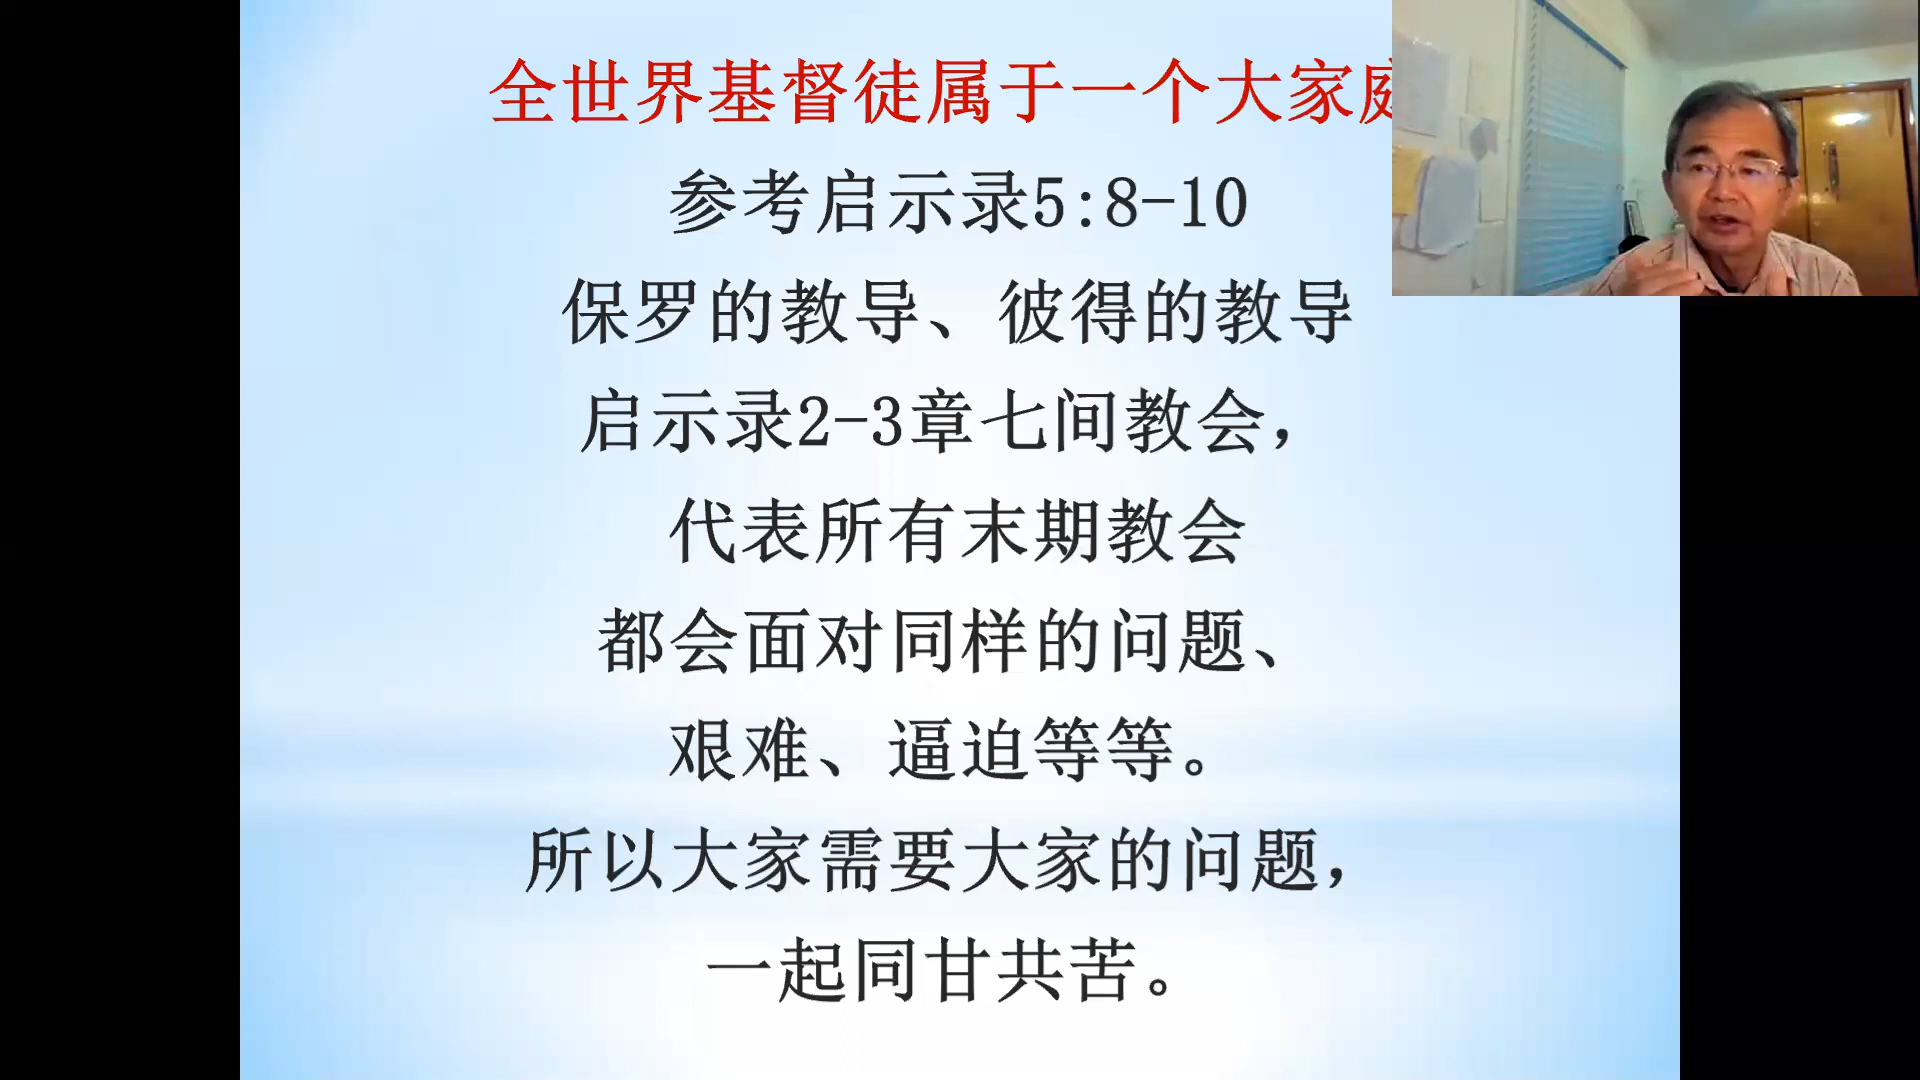 全世界基督徒属于一个大家庭
参考启示录5:8-10
保罗的教导、彼得的教导
启示录2-3章七间教会，
代表所有末期教会
都会面对同样的问题、
艰难、逼迫等等。
所以大家需要大家的问题，
一起同甘共苦。